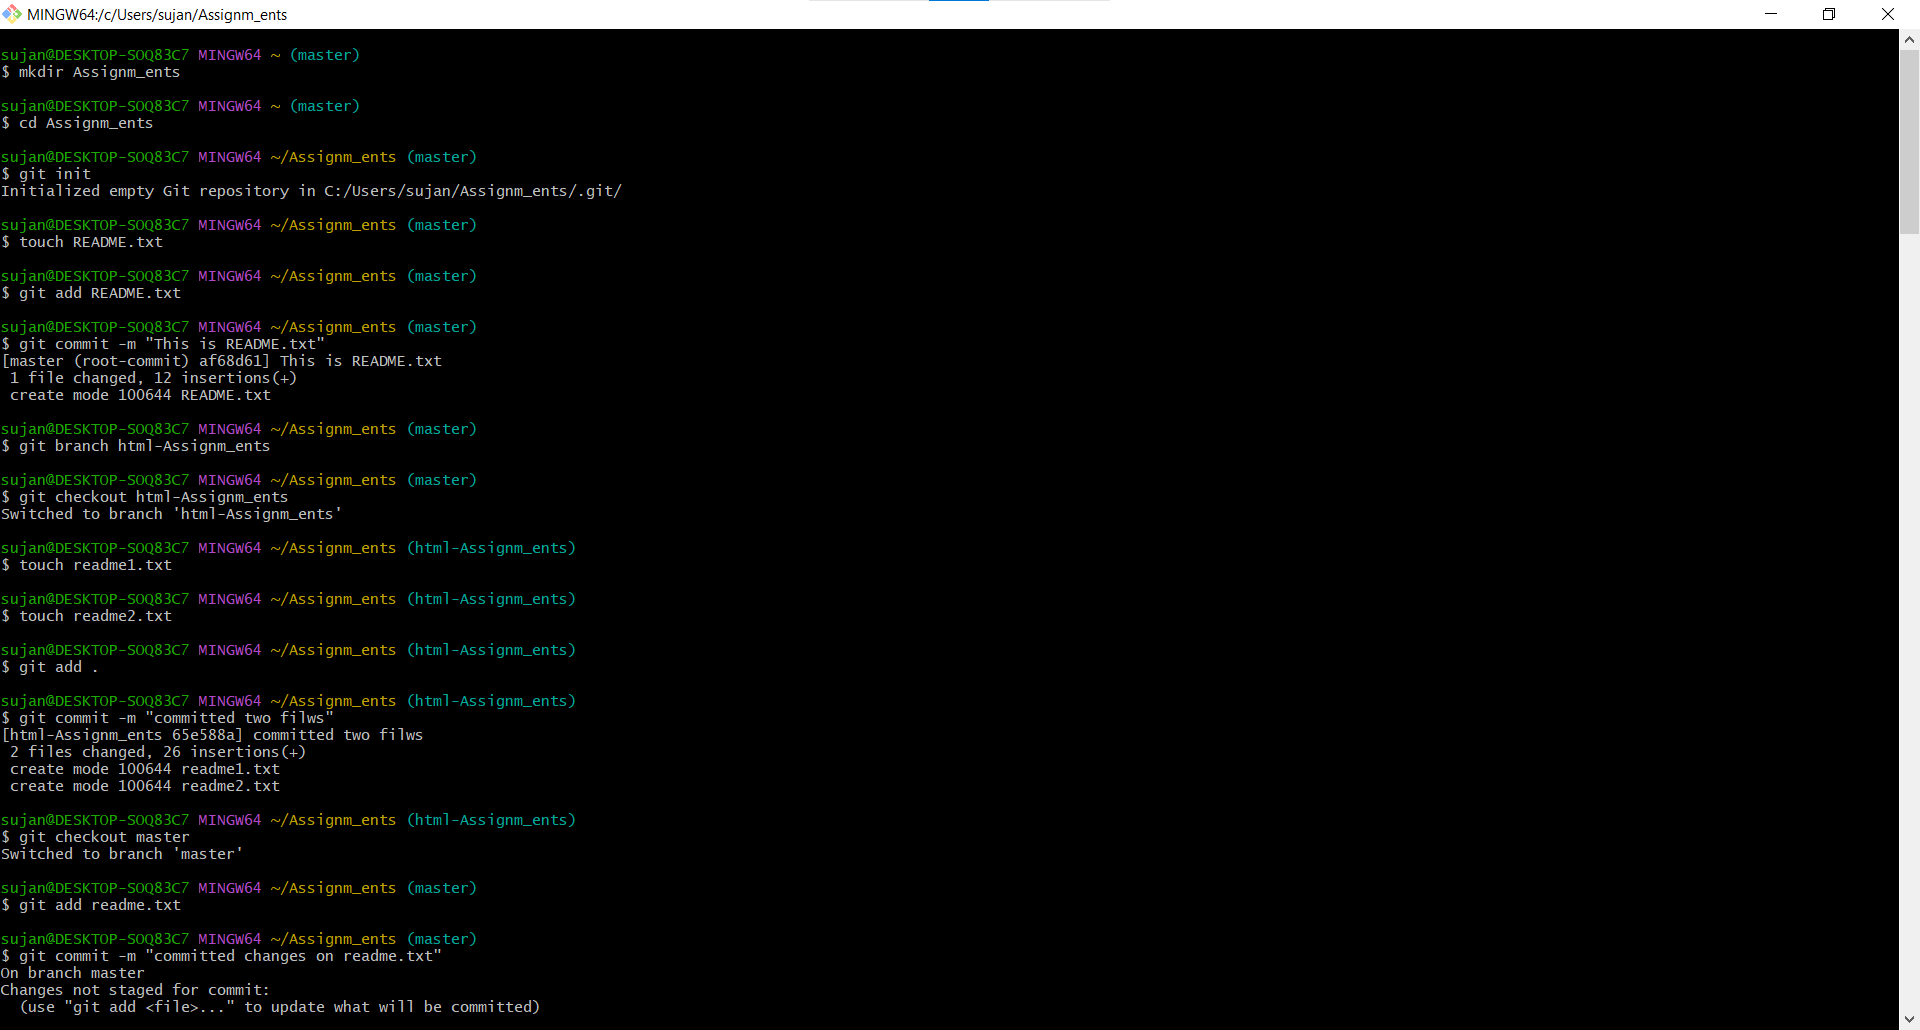 MINGW64:/c/Users/sujan/Assignm_ents
sujan@DESKTOP-SOQ83C7 MINGW64 ~ (master)
$ mkdir Assignm_ents
sujan@DESKTOP-SOQ83C7 MINGW64 ~ (master)
$ cd Assignm_ents
sujan@DESKTOP-SOQ83C7 MINGW64 ~/Assignm_ents (master)
$ git init
Initialized empty Git repository in C:/Users/sujan/Assignm_ents/.git/
sujan@DESKTOP-SOQ83C7 MINGW64 ~/Assignm_ents (master)
$ touch README.txt
sujan@DESKTOP-SOQ83C7 MINGW64 ~/Assignm_ents (master)
$ git add README.txt
sujan@DESKTOP-SOQ83C7 MINGW64 ~/Assignm_ents (master)
$ git commit -m "This is README.txt"
[master (root-commit) af68d61] This is README.txt
 1 file changed, 12 insertions(+)
 create mode 100644 README.txt
sujan@DESKTOP-SOQ83C7 MINGW64 ~/Assignm_ents (master)
$ git branch html-Assignm_ents
sujan@DESKTOP-SOQ83C7 MINGW64 ~/Assignm_ents (master)
$ git checkout html-Assignm_ents
Switched to branch 'html-Assignm_ents'
sujan@DESKTOP-SOQ83C7 MINGW64 ~/Assignm_ents (html-Assignm_ents)
$ touch readme1.txt
sujan@DESKTOP-SOQ83C7 MINGW64 ~/Assignm_ents (html-Assignm_ents)
$ touch readme2.txt
sujan@DESKTOP-SOQ83C7 MINGW64 ~/Assignm_ents (html-Assignm_ents)
$ git add .
sujan@DESKTOP-SOQ83C7 MINGW64 ~/Assignm_ents (html-Assignm_ents)
$ git commit -m "committed two filws"
[html-Assignm_ents 65e588a] committed two filws
 2 files changed, 26 insertions(+)
 create mode 100644 readme1.txt
 create mode 100644 readme2.txt
sujan@DESKTOP-SOQ83C7 MINGW64 ~/Assignm_ents (html-Assignm_ents)
$ git checkout master
Switched to branch 'master'
sujan@DESKTOP-SOQ83C7 MINGW64 ~/Assignm_ents (master)
$ git add readme.txt
sujan@DESKTOP-SOQ83C7 MINGW64 ~/Assignm_ents (master)
$ git commit -m "committed changes on readme.txt"
On branch master
Changes not staged for commit:
  (use "git add <file>..." to update what will be committed)